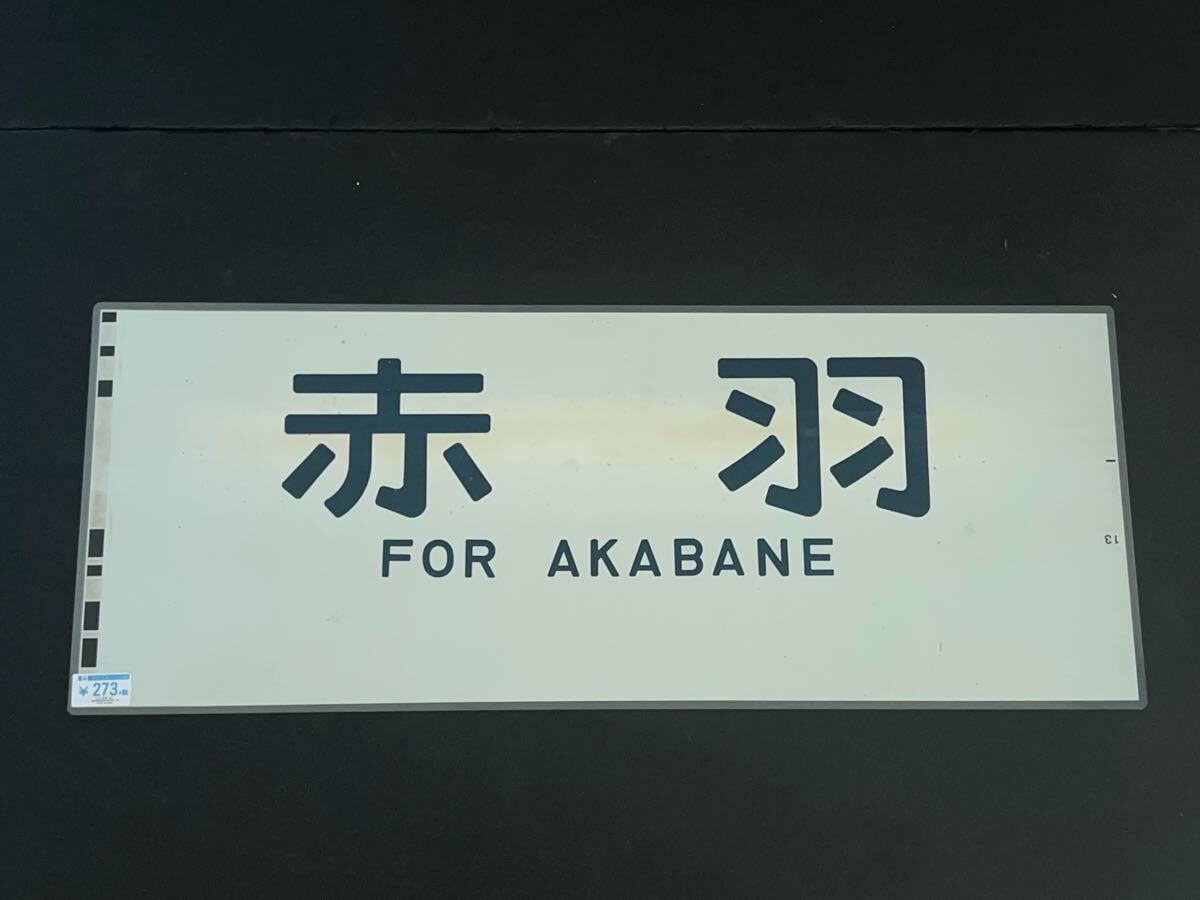 赤羽
FOR AKABANE
13
¥273